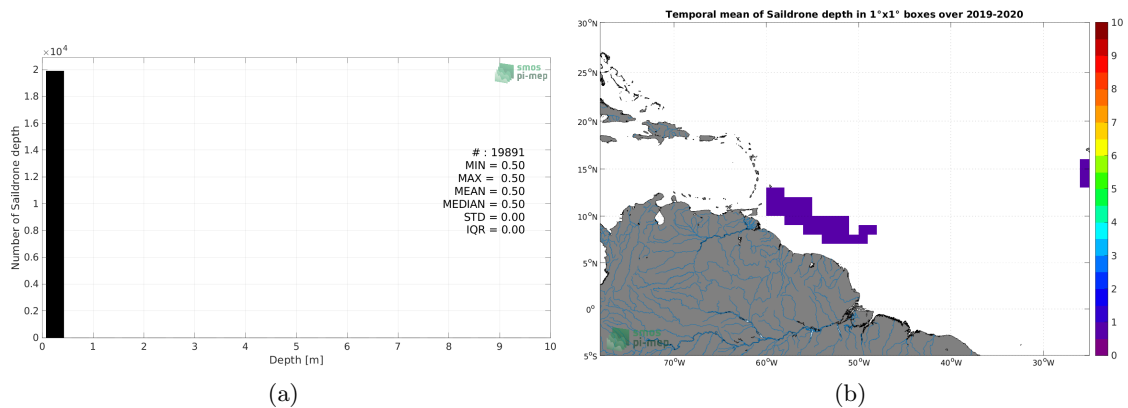 ×10⁴
2
1.8
1.6
1.4
1.2
1
0.8
0.6
0.4
0.2
0
Number of Saildrone depth
smos
pi-mep
# : 19891
MIN = 0.50
MAX = 0.50
MEAN = 0.50
MEDIAN = 0.50
STD = 0.00
IQR = 0.00
0 1 2 3 4 5 6 7 8 9 10
Depth [m]
(a)
Temporal mean of Saildrone depth in 1°x1° boxes over 2019-2020
30°N
25°N
20°N
15°N
10°N
5°N
0°
5°S
smos
pi-mep
70°W 60°W 50°W 40°W 30°W
10
9
8
7
6
5
4
3
2
1
0
(b)